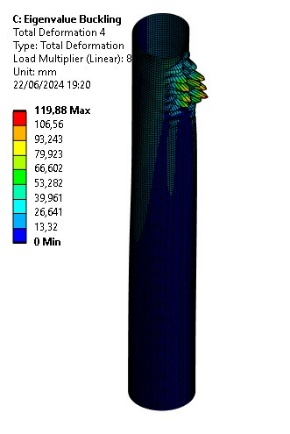 C: Eigenvalue Buckling
Total Deformation 4
Type: Total Deformation
Load Multiplier (Linear): 8
Unit: mm
22/06/2024 19:20
119,88 Max
106,56
93,243
79,923
66,602
53,282
39,961
26,641
13,32
0 Min